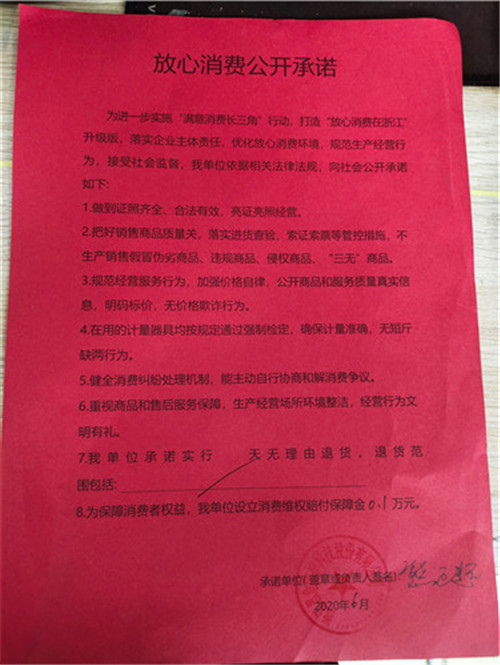 放心消费公开承诺
为进一步实施“满意消费长三角”行动，打造“放心消费在浙江”
升级版，落实企业主体责任，优化放心消费环境，规范生产经营行
为，接受社会监督，我单位依据相关法律法规，向社会公开承诺
如下：
1.做到证照齐全、合法有效，亮证亮照经营。
2.把好销售商品质量关，落实进货查验、索证索票等管控措施，不
生产销售假冒伪劣商品、违规商品、侵权商品、“三无”商品。
3.规范经营服务行为，加强价格自律，公开商品和服务质量真实信
息，明码标价，无价格欺诈行为。
4.在用的计量器具均按规定通过强制检定，确保计量准确，无短斤
缺两行为。
5.健全消费纠纷处理机制，能主动自行协商和解消费争议。
6.重视商品和售后服务保障，生产经营场所环境整洁，经营行为文
明有礼。
7.我单位承诺实行 天无理由退货，退货范
围包括：
8.为保障消费者权益，我单位设立消费维权赔付保障金0.1万元。
承诺单位(盖章或负责人签名)
2020年6月